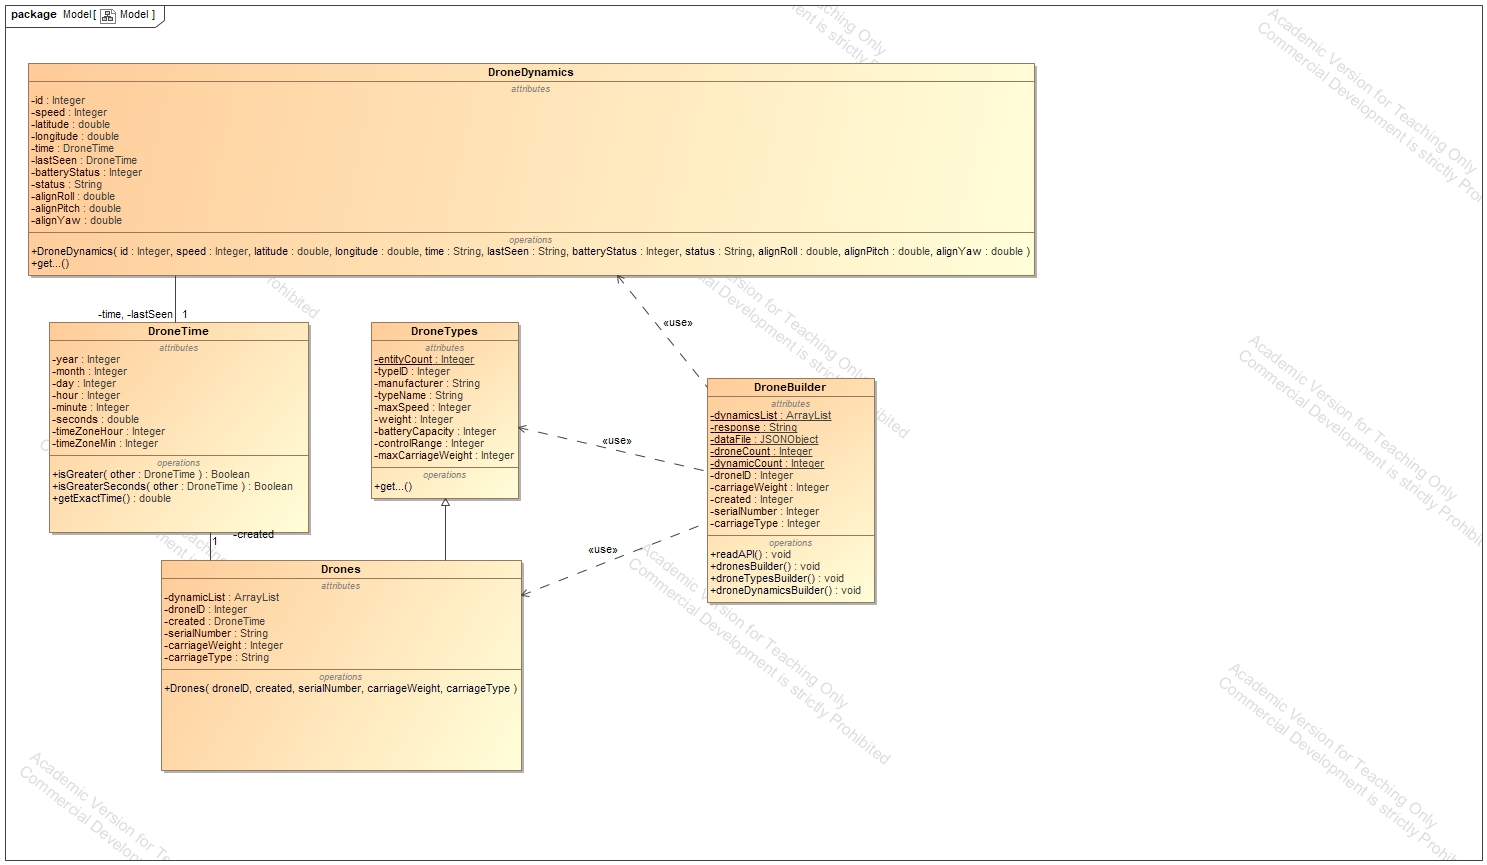 package Model[ Model ]
DroneDynamics
attributes
-id : Integer
-speed : Integer
-latitude : double
-longitude : double
-time : DroneTime
-lastSeen : DroneTime
-batteryStatus : Integer
-status : String
-alignRoll : double
-alignPitch : double
-alignYaw : double
operations
+DroneDynamics( id : Integer, speed : Integer, latitude : double, longitude : double, time : String, lastSeen : String, batteryStatus : Integer, status : String, alignRoll : double, alignPitch : double, alignYaw : double )
+get...()
-time, -lastSeen 1
DroneTime
attributes
-year : Integer
-month : Integer
-day : Integer
-hour : Integer
-minute : Integer
-seconds : double
-timeZoneHour : Integer
-timeZoneMin : Integer
operations
+isGreater( other : DroneTime ) : Boolean
+isGreaterSeconds( other : DroneTime ) : Boolean
+getExactTime() : double
1
-created
DroneTypes
attributes
-entityCount : Integer
-typeID : Integer
-manufacturer : String
-typeName : String
-maxSpeed : Integer
-weight : Integer
-batteryCapacity : Integer
-controlRange : Integer
-maxCarriageWeight : Integer
operations
+get...()
«use»
«use»
«use»
DroneBuilder
attributes
-dynamicsList : ArrayList
-response : String
-dataFile : JSONObject
-droneCount : Integer
-dynamicCount : Integer
-droneID : Integer
-carriageWeight : Integer
-created : Integer
-serialNumber : Integer
-carriageType : Integer
operations
+readAPI() : void
+dronesBuilder() : void
+droneTypesBuilder() : void
+droneDynamicsBuilder() : void
Drones
attributes
-dynamicList : ArrayList
-droneID : Integer
-created : DroneTime
-serialNumber : String
-carriageWeight : Integer
-carriageType : String
operations
+Drones( droneID, created, serialNumber, carriageWeight, carriageType )
Academic Version for Teaching Only
Commercial Development is strictly Prohibited